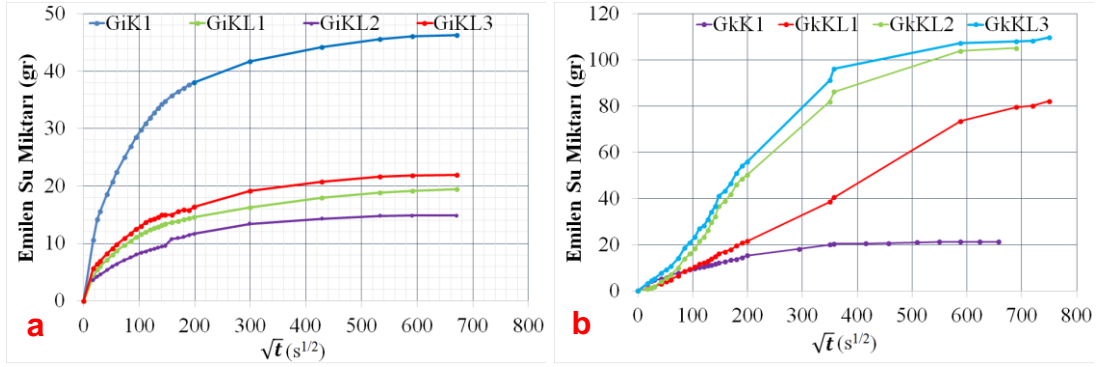 GiK1 GiKL1 GiKL2 GiKL3
Emilen Su Miktarı (gr)
50
40
30
20
10
0
0 100 200 300 400 500 600 700 800
√t (s1/2)
a
GkK1 GkKL1 GkKL2 GkKL3
Emilen Su Miktarı (gr)
120
100
80
60
40
20
0
0 100 200 300 400 500 600 700 800
√t (s1/2)
b